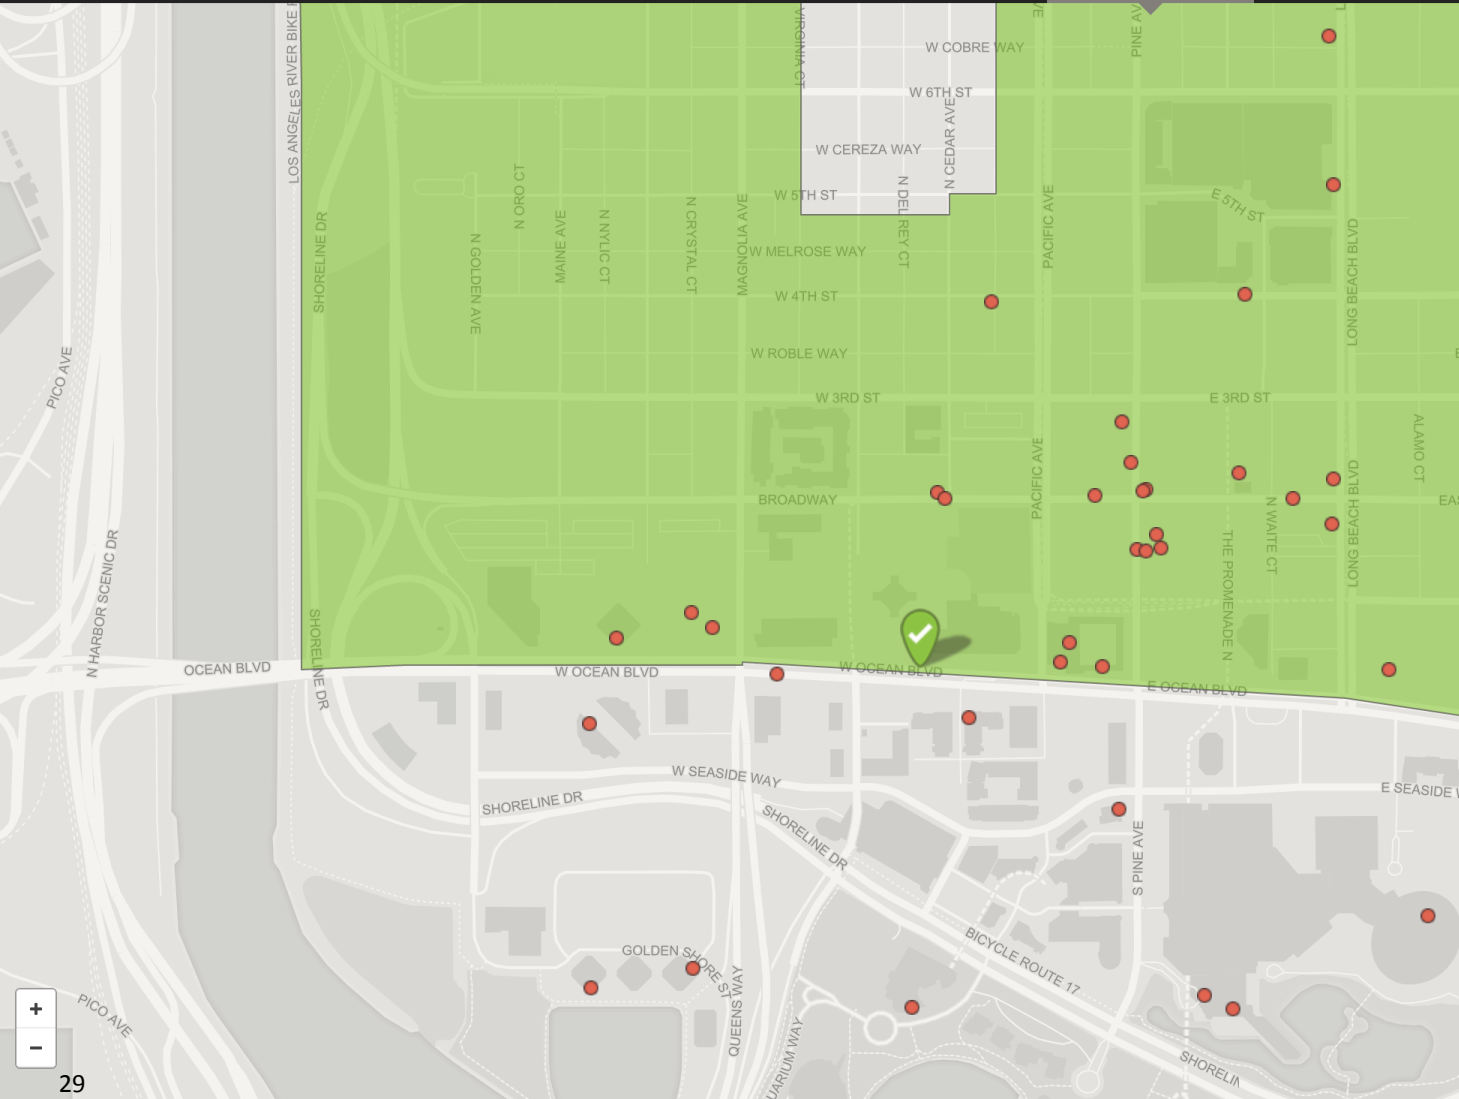 LOS ANGELES RIVER BIKE
VIRGINIA CT
W COBRE WAY
PINE AV
W 6TH ST
W CEREZA WAY
N CEDAR AVE
W 5TH ST
N DEL REY CT
E 5TH ST
N ORO CT
SHORELINE DR
N GOLDEN AVE
MAINE AVE
N NYLIC CT
N CRYSTAL CT
MAGNOLIA AVE
W MELROSE WAY
PACIFIC AVE
W 4TH ST
LONG BEACH BLVD
W ROBLE WAY
PICO AVE
W 3RD ST
E 3RD ST
ALAMO CT
PACIFIC AVE
BROADWAY
N WAITE CT
LONG BEACH BLVD
EAS
THE PROMENADE N
N HARBOR SCENIC DR
OCEAN BLVD
SHORELINE DR
W OCEAN BLVD
W OCEAN BLVD
E OCEAN BLVD
W SEASIDE WAY
E SEASIDE W
SHORELINE DR
SHORELINE DR
S PINE AVE
GOLDEN SHORE ST
BICYCLE ROUTE 17
QUEENS WAY
PICO AVE
UARIUM WAY
SHORELIN
+
−
29